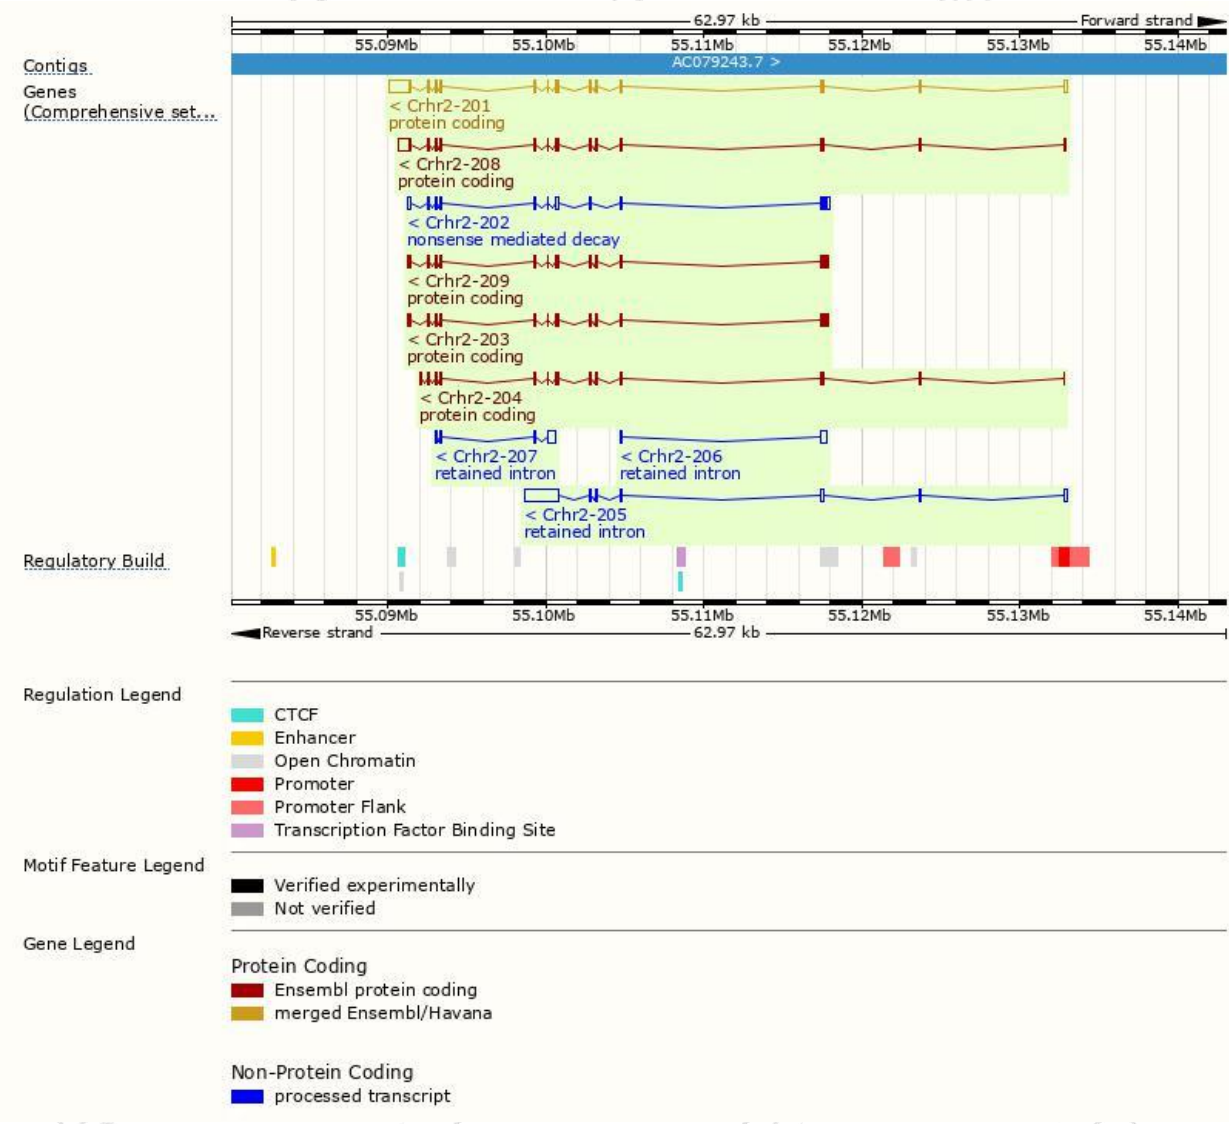 62.97 kb Forward strand
55.09Mb 55.10Mb 55.11Mb 55.12Mb 55.13Mb 55.14Mb
Contigs AC079243.7 >
Genes
(Comprehensive set...
< Crhr2-201
protein coding
< Crhr2-208
protein coding
< Crhr2-202
nonsense mediated decay
< Crhr2-209
protein coding
< Crhr2-203
protein coding
< Crhr2-204
protein coding
< Crhr2-207 < Crhr2-206
retained intron retained intron
< Crhr2-205
retained intron
Regulatory Build
55.09Mb 55.10Mb 55.11Mb 55.12Mb 55.13Mb 55.14Mb
Reverse strand 62.97 kb
Regulation Legend
CTCF
Enhancer
Open Chromatin
Promoter
Promoter Flank
Transcription Factor Binding Site
Motif Feature Legend
Verified experimentally
Not verified
Gene Legend
Protein Coding
Ensembl protein coding
merged Ensembl/Havana
Non-Protein Coding
processed transcript